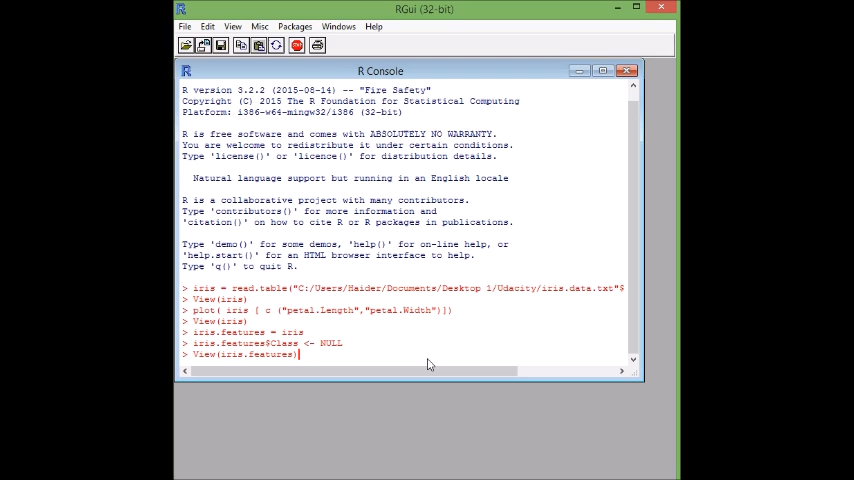 RGui (32-bit)
File Edit View Misc Packages Windows Help
STOP
R Console
R version 3.2.2 (2015-08-14) -- "Fire Safety"
Copyright (C) 2015 The R Foundation for Statistical Computing
Platform: i386-w64-mingw32/i386 (32-bit)
R is free software and comes with ABSOLUTELY NO WARRANTY.
You are welcome to redistribute it under certain conditions.
Type 'license()' or 'licence()' for distribution details.
Natural language support but running in an English locale
R is a collaborative project with many contributors.
Type 'contributors()' for more information and
'citation()' on how to cite R or R packages in publications.
Type 'demo()' for some demos, 'help()' for on-line help, or
'help.start()' for an HTML browser interface to help.
Type 'q()' to quit R.
> iris = read.table("C:/Users/Haider/Documents/Desktop 1/Udacity/iris.data.txt"$
> View(iris)
> plot( iris [ c ("petal.Length","petal.Width")])
> View(iris)
> iris.features = iris
> iris.features$Class <- NULL
> View(iris.features)